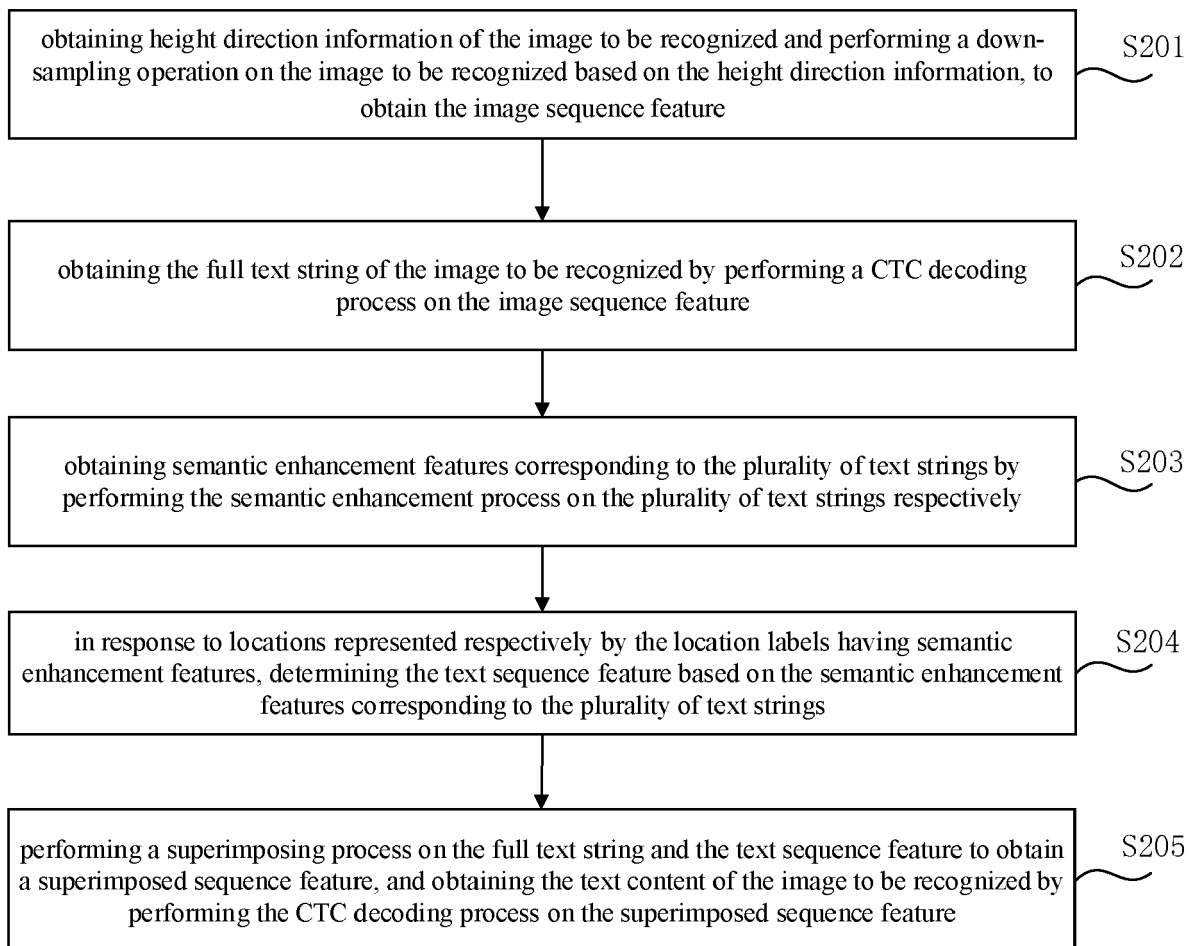 obtaining height direction information of the image to be recognized and performing a down-
sampling operation on the image to be recognized based on the height direction information, to
obtain the image sequence feature
S201
obtaining the full text string of the image to be recognized by performing a CTC decoding
process on the image sequence feature
S202
obtaining semantic enhancement features corresponding to the plurality of text strings by
performing the semantic enhancement process on the plurality of text strings respectively
S203
in response to locations represented respectively by the location labels having semantic
enhancement features, determining the text sequence feature based on the semantic enhancement
features corresponding to the plurality of text strings
S204
performing a superimposing process on the full text string and the text sequence feature to obtain
a superimposed sequence feature, and obtaining the text content of the image to be recognized by
performing the CTC decoding process on the superimposed sequence feature
S205